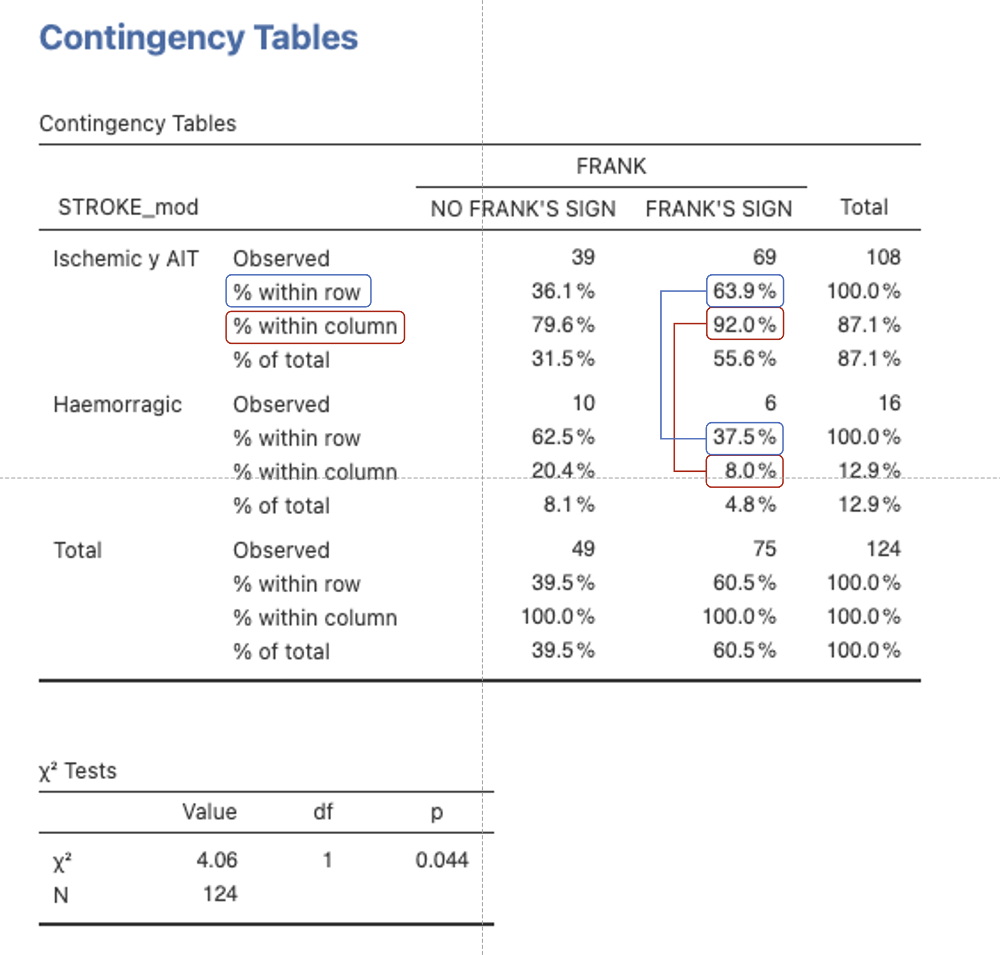 Contingency Tables
Contingency Tables
FRANK
STROKE_mod NO FRANK'S SIGN FRANK'S SIGN Total
Ischemic y AIT Observed 39 69 108
% within row 36.1% 63.9% 100.0%
% within column 79.6% 92.0% 87.1%
% of total 31.5% 55.6% 87.1%
Haemorragic Observed 10 6 16
% within row 62.5% 37.5% 100.0%
% within column 20.4% 8.0% 12.9%
% of total 8.1% 4.8% 12.9%
Total Observed 49 75 124
% within row 39.5% 60.5% 100.0%
% within column 100.0% 100.0% 100.0%
% of total 39.5% 60.5% 100.0%
χ² Tests
Value df p
χ² 4.06 1 0.044
N 124